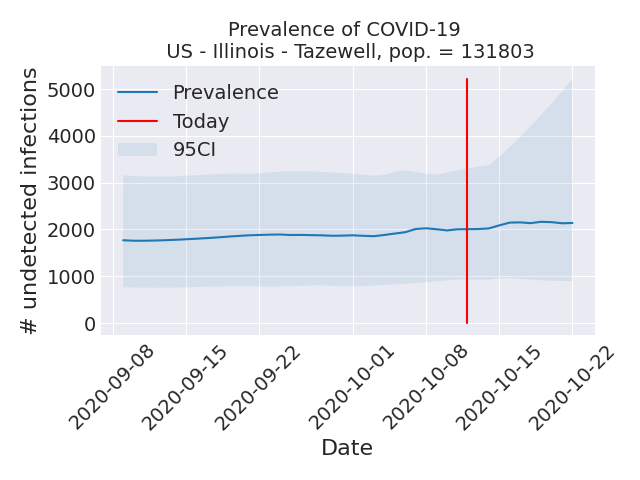 Prevalence of COVID-19
US - Illinois - Tazewell, pop. = 131803
# undetected infections
5000
4000
3000
2000
1000
0
Prevalence
Today
95CI
2020-09-08
2020-09-15
2020-09-22
2020-10-01
2020-10-08
2020-10-15
2020-10-22
Date